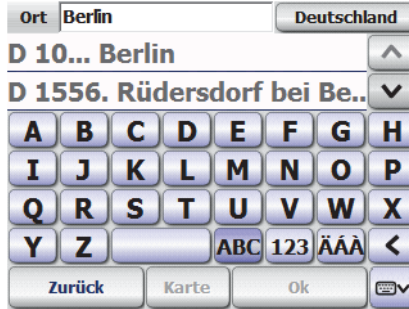 Ort Berlin Deutschland
D 10... Berlin
D 1556. Rüdersdorf bei Be..
A B C D E F G H
I J K L M N O P
Q R S T U V W X
Y Z ABC 123 ÄÁÀ <
Zurück Karte Ok